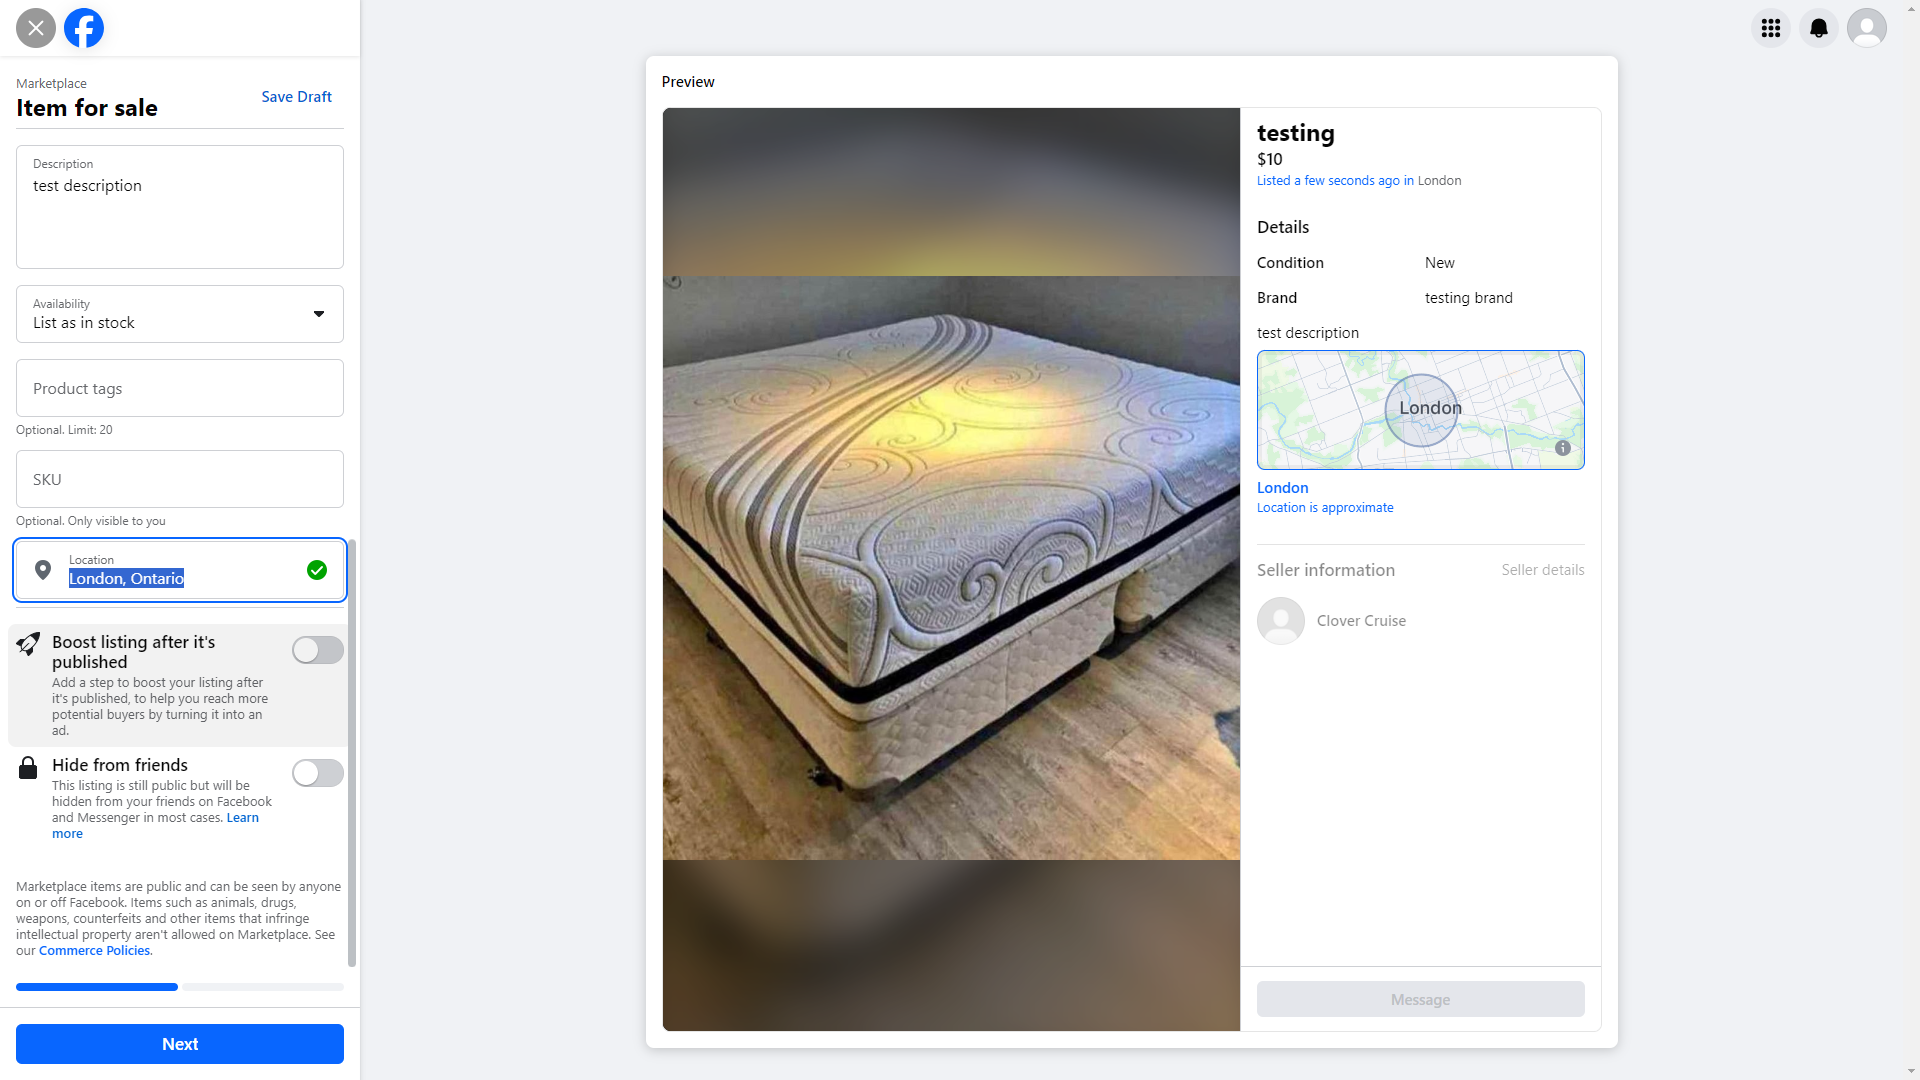 Marketplace
Item for sale
Save Draft
Description
test description
Availability
List as in stock
Product tags
Optional. Limit: 20
SKU
Optional. Only visible to you
Location
London, Ontario
Boost listing after it's
published
Add a step to boost your listing after
it's published, to help you reach more
potential buyers by turning it into an
ad.
Hide from friends
This listing is still public but will be
hidden from your friends on Facebook
and Messenger in most cases. Learn
more
Marketplace items are public and can be seen by anyone
on or off Facebook. Items such as animals, drugs,
weapons, counterfeits and other items that infringe
intellectual property aren't allowed on Marketplace. See
our Commerce Policies.
Next
Preview
testing
$10
Listed a few seconds ago in London
Details
Condition New
Brand testing brand
test description
London
London
Location is approximate
Seller information Seller details
Clover Cruise
Message